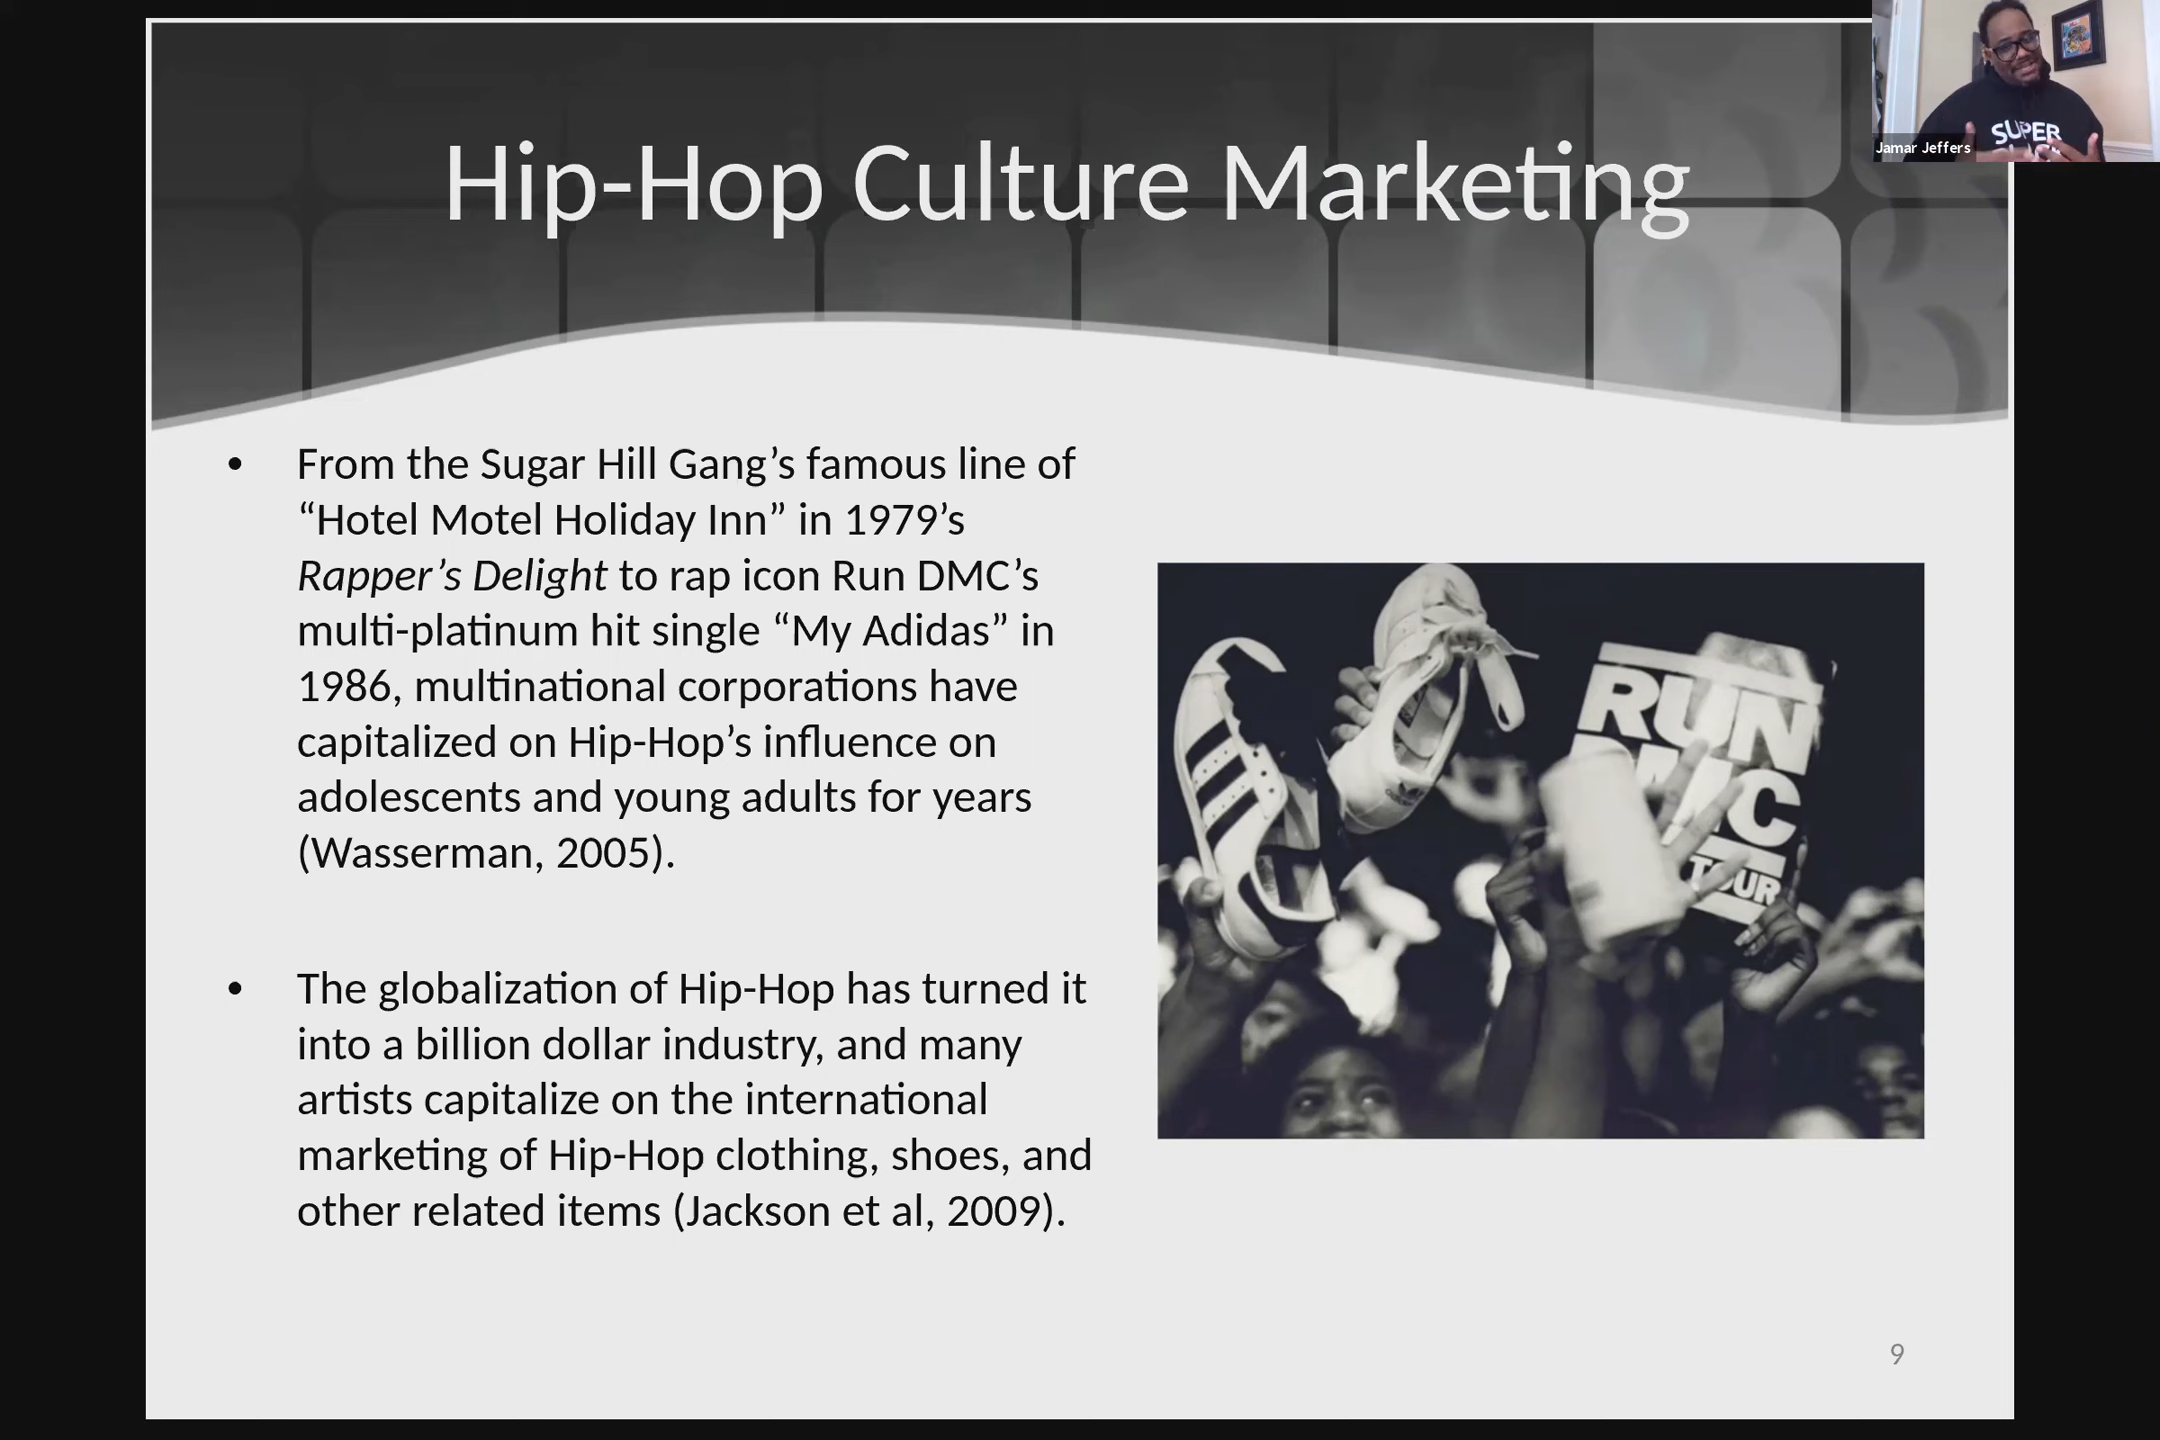 Hip-Hop Culture Marketing
SUPER
Jamar Jeffers
• From the Sugar Hill Gang’s famous line of
“Hotel Motel Holiday Inn” in 1979’s
Rapper’s Delight to rap icon Run DMC’s
multi-platinum hit single “My Adidas” in
1986, multinational corporations have
capitalized on Hip-Hop’s influence on
adolescents and young adults for years
(Wasserman, 2005).
• The globalization of Hip-Hop has turned it
into a billion dollar industry, and many
artists capitalize on the international
marketing of Hip-Hop clothing, shoes, and
other related items (Jackson et al, 2009).
RUN
MC
TOUR
9